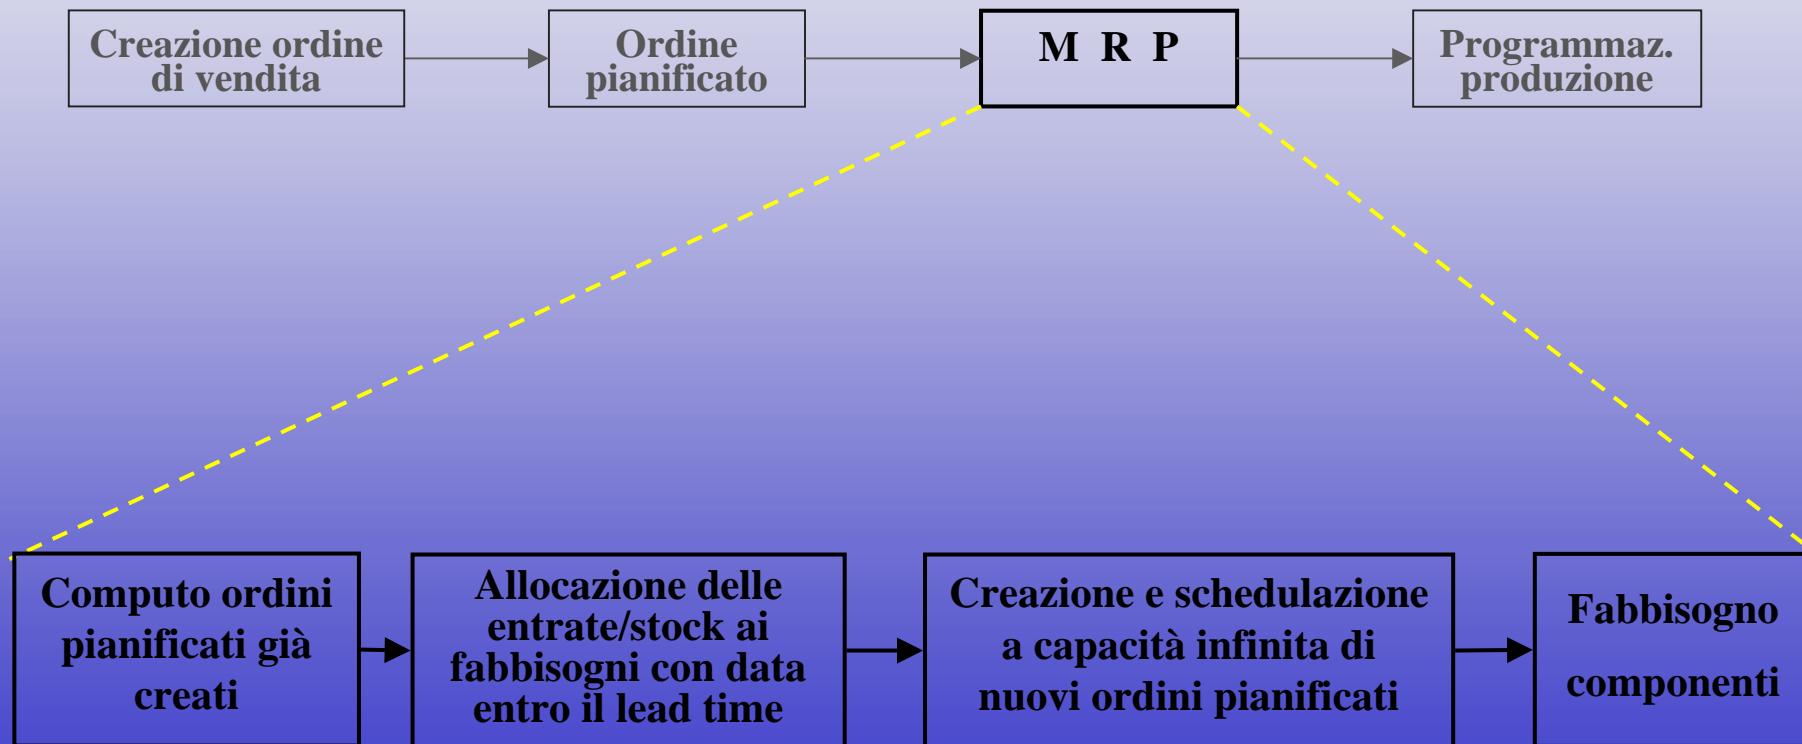 Creazione ordine
di vendita
Ordine
pianificato
M R P
Programmaz.
produzione
Computo ordini
pianificati già
creati
Allocazione delle
entrate/stock ai
fabbisogni con data
entro il lead time
Creazione e schedulazione
a capacità infinita di
nuovi ordini pianificati
Fabbisogno
componenti